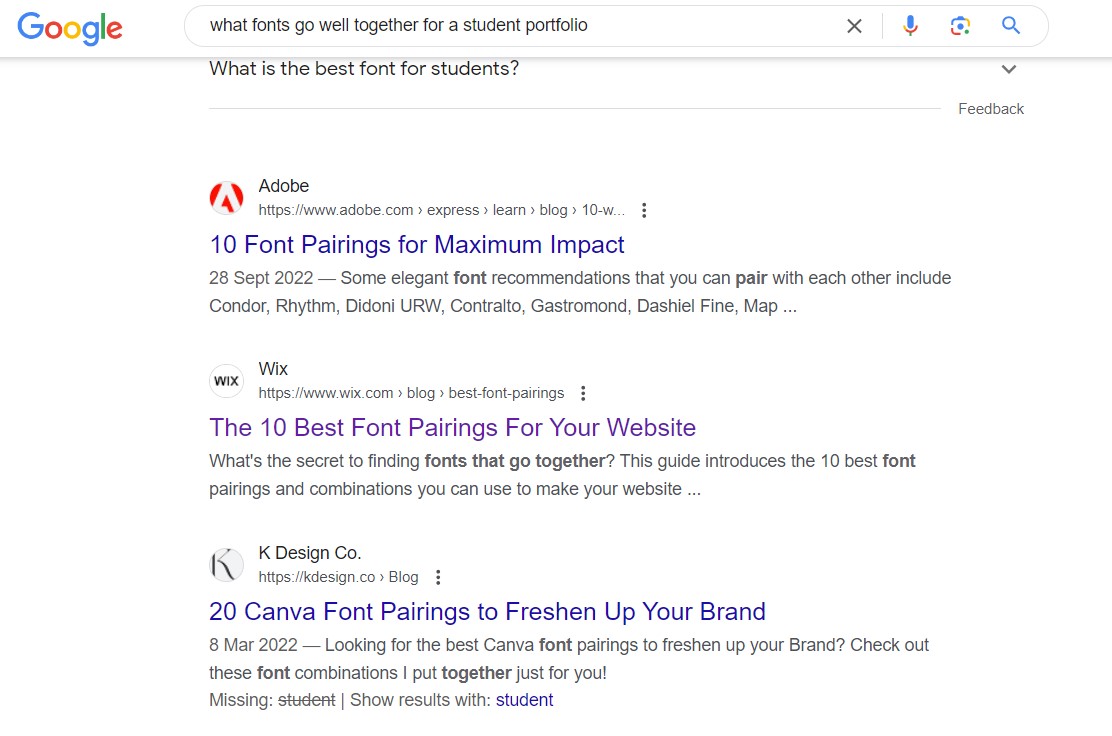 Google
what fonts go well together for a student portfolio
What is the best font for students?
Feedback
Adobe
https://www.adobe.com › express › learn › blog › 10-w...
10 Font Pairings for Maximum Impact
28 Sept 2022 — Some elegant font recommendations that you can pair with each other include
Condor, Rhythm, Didoni URW, Contralto, Gastromond, Dashiel Fine, Map ...
WIX
Wix
https://www.wix.com › blog › best-font-pairings
The 10 Best Font Pairings For Your Website
What's the secret to finding fonts that go together? This guide introduces the 10 best font
pairings and combinations you can use to make your website ...
K
K Design Co.
https://kdesign.co › Blog
20 Canva Font Pairings to Freshen Up Your Brand
8 Mar 2022 — Looking for the best Canva font pairings to freshen up your Brand? Check out
these font combinations I put together just for you!
Missing: student | Show results with: student